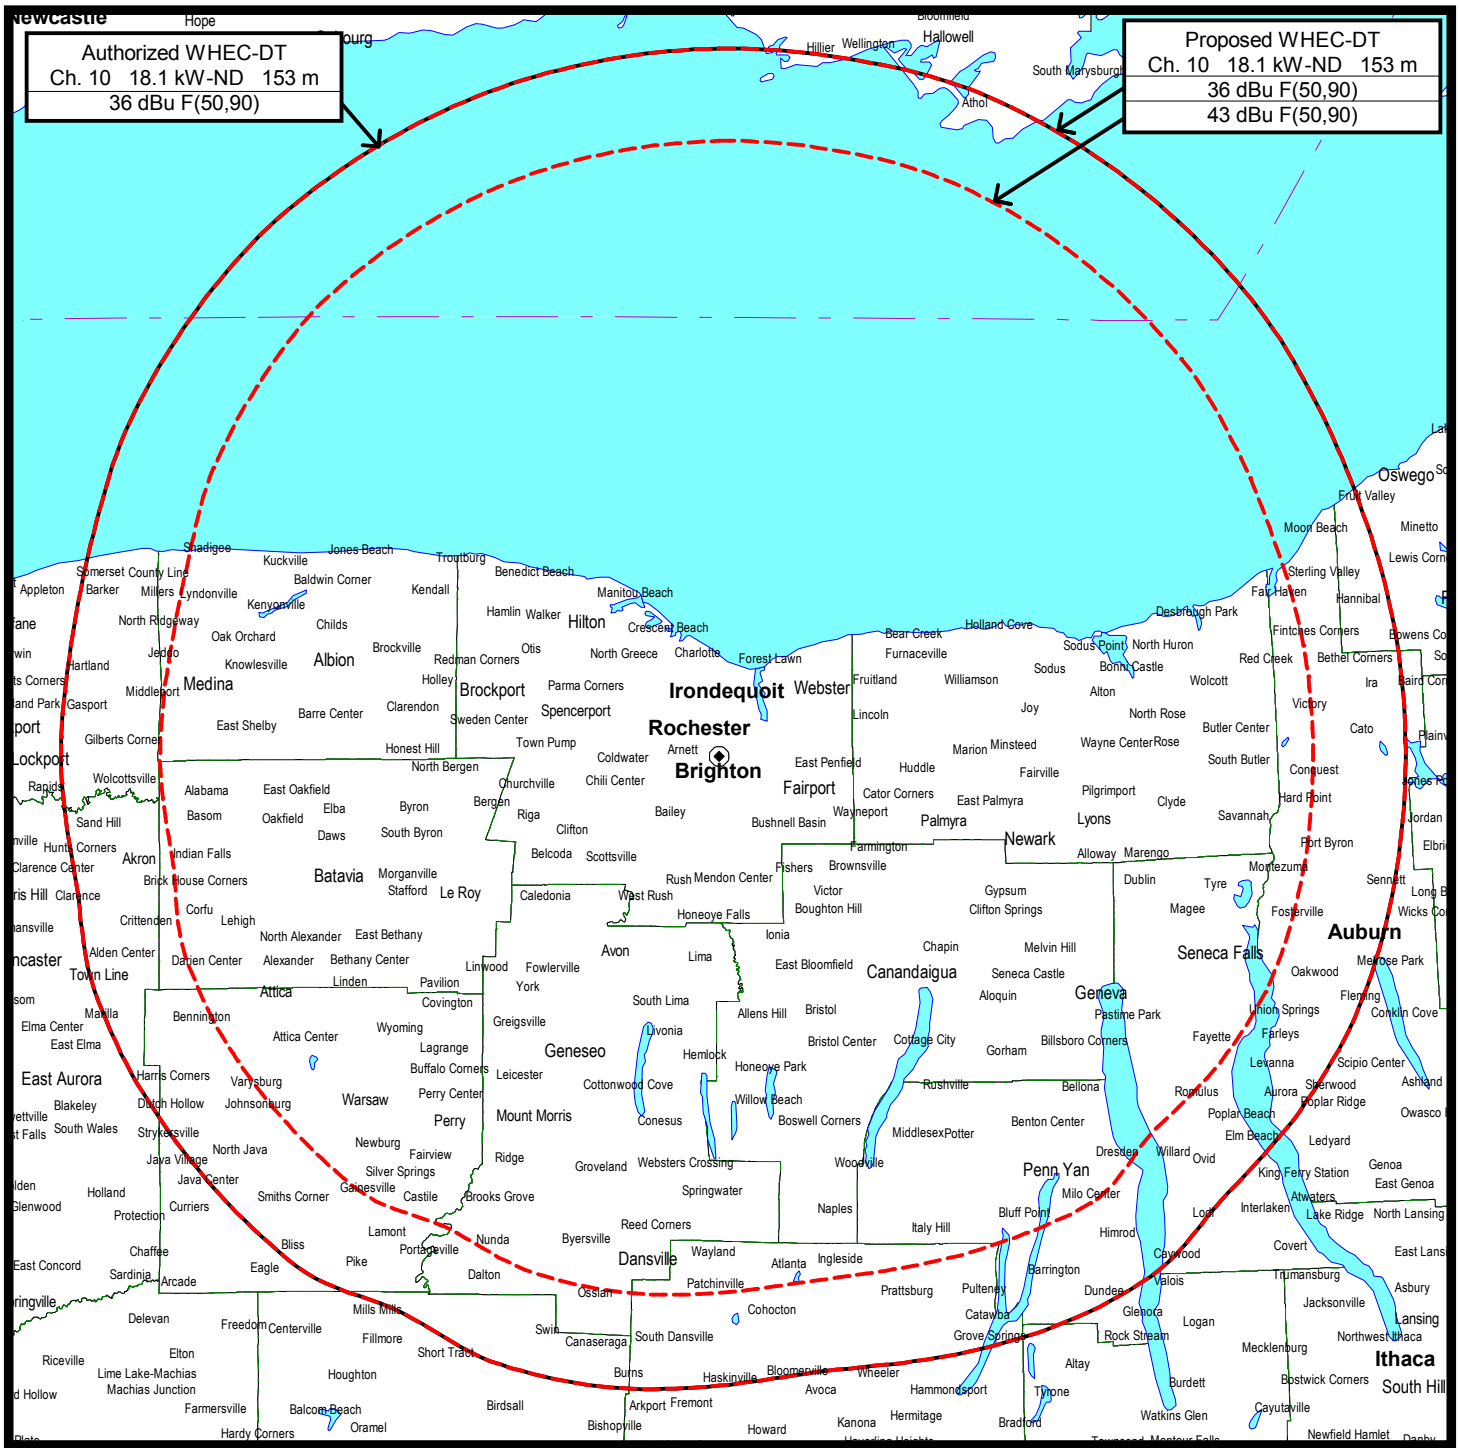 Newcastle
Hope
Bloomfield
Authorized WHEC-DT
Ch. 10 18.1 kW-ND 153 m
36 dBu F(50,90)
Hillier Wellington
Hallowell
South Marysburgh
Athol
Proposed WHEC-DT
Ch. 10 18.1 kW-ND 153 m
36 dBu F(50,90)
43 dBu F(50,90)
Oswego
Fruit Valley
Moon Beach
Minetto
Shadigee
Kuckville
Jones Beach
Troutburg
Somerset County Line
Appleton
Barker
Millers
Lyndonville
Baldwin Corner
Kendall
Benedict Beach
Manitou Beach
Sterling Valley
Fair Haven
Hannibal
Kenyonville
North Ridgeway
Oak Orchard
Childs
Hamlin
Walker
Hilton
Crescent Beach
Bear Creek
Holland Cove
Desbrough Park
Fintches Corners
Hartland
Jeddo
Knowlesville
Albion
Brockville
Redman Corners
Otis
North Greece
Charlotte
Forest Lawn
Furnaceville
Sodus Point
North Huron
Red Creek
Bethel Corners
Gasport
Middleport
Medina
Holley
Brockport
Parma Corners
Irondequoit
Webster
Fruitland
Williamson
Sodus
Bonni Castle
Alton
Wolcott
Ira
Gilberts Corner
East Shelby
Barre Center
Clarendon
Sweden Center
Spencerport
Rochester
Lincoln
Joy
North Rose
Butler Center
Victory
Cato
Lockport
Honest Hill
Town Pump
Coldwater
Arnett
Brighton
East Penfield
Marion
Minsteed
Wayne Center
Rose
South Butler
Conquest
Rapids
Wolcottsville
North Bergen
Churchville
Chili Center
Fairport
Huddle
Fairville
Alabama
East Oakfield
Elba
Byron
Bergen
Riga
Bailey
Bushnell Basin
Wayneport
Cator Corners
East Palmyra
Pilgrimport
Clyde
Hard Point
Sand Hill
Basom
Oakfield
Daws
South Byron
Clifton
Palmyra
Newark
Lyons
Savannah
Jordan
Hunts Corners
Clarence Center
Akron
Indian Falls
Belcoda
Scottsville
Farmington
Alloway
Marengo
Port Byron
Montezuma
Brick House Corners
Batavia
Morganville
Stafford
Le Roy
Caledonia
West Rush
Rush
Mendon Center
Fishers
Brownsville
Dublin
Tyre
Sennett
Clarence
Crittenden
Corfu
Lehigh
Honeoye Falls
Victor
Boughton Hill
Gypsum
Clifton Springs
Magee
Fosterville
Auburn
Alden Center
Darien Center
North Alexander
East Bethany
Ionia
Avon
Lima
East Bloomfield
Chapin
Melvin Hill
Seneca Falls
Melrose Park
Town Line
Alexander
Bethany Center
Linwood
Fowlerville
Canandaigua
Seneca Castle
Oakwood
Attica
Linden
Pavilion
York
South Lima
Aloquin
Geneva
Fleming
Marilla
Bennington
Covington
Greigsville
Livonia
Allens Hill
Bristol
Pastime Park
Union Springs
Conklin Cove
Elma Center
East Elma
Attica Center
Wyoming
Lagrange
Geneseo
Hemlock
Bristol Center
Cottage City
Gorham
Billsboro Corners
Fayette
Farleys
East Aurora
Harris Corners
Varysburg
Buffalo Corners
Leicester
Cottonwood Cove
Honeoye Park
Rushville
Bellona
Levanna
Scipio Center
Blakeley
South Wales
Dutch Hollow
Johnsonburg
Warsaw
Perry Center
Perry
Mount Morris
Conesus
Willow Beach
Boswell Corners
Romulus
Aurora
Sherwood
Poplar Ridge
Ashland
Strykersville
North Java
Newburg
Fairview
Middlesex
Potter
Benton Center
Poplar Beach
Elm Beach
Ledyard
Java Village
Java Center
Silver Springs
Ridge
Groveland
Websters Crossing
Woodville
Penn Yan
Dresden
Willard
Ovid
King Ferry Station
Genoa
East Genoa
Holland
Glenwood
Protection
Curriers
Smiths Corner
Gainesville
Castile
Brooks Grove
Springwater
Naples
Milo Center
Bluff Point
Lodi
Interlaken
Atwaters
Lake Ridge
North Lansing
Chaffee
Bliss
Lamont
Portageville
Nunda
Byersville
Reed Corners
Italy Hill
Himrod
Covert
East Concord
Sardinia
Arcade
Eagle
Pike
Dalton
Dansville
Wayland
Patchinville
Atlanta
Ingleside
Prattsburg
Pulteney
Barrington
Dundee
Caywood
Valois
Trumansburg
Asbury
Delevan
Freedom
Centerville
Mills Mills
Fillmore
Ossian
Swin
Canaseraga
South Dansville
Cohocton
Catawba
Grove Springs
Glenora
Rock Stream
Logan
Jacksonville
Lansing
Northwest Ithaca
Riceville
Elton
Lime Lake-Machias
Machias Junction
Houghton
Short Tract
Burns
Haskinville
Bloomerville
Wheeler
Altay
Mecklenburg
Ithaca
Farmersville
Balcom Beach
Oramel
Birdsall
Arkport
Fremont
Avoca
Hammondsport
Tyrone
Burdett
Bostwick Corners
South Hill
Hardy Corners
Bishopville
Howard
Kanona
Hermitage
Bradford
Watkins Glen
Cayutaville
Newfield Hamlet